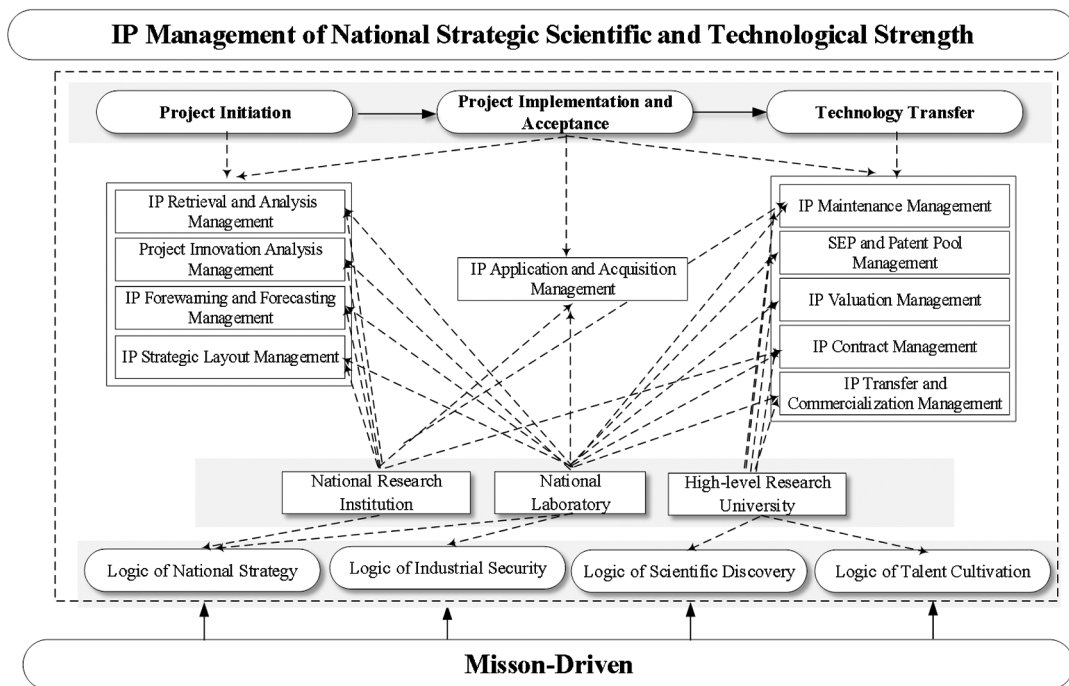 IP Management of National Strategic Scientific and Technological Strength
Project Initiation
Project Implementation and
Acceptance
Technology Transfer
IP Retrieval and Analysis
Management
Project Innovation Analysis
Management
IP Forewarning and Forecasting
Management
IP Strategic Layout Management
IP Application and Acquisition
Management
IP Maintenance Management
SEP and Patent Pool
Management
IP Valuation Management
IP Contract Management
IP Transfer and
Commercialization Management
National Research
Institution
National
Laboratory
High-level Research
University
Logic of National Strategy
Logic of Industrial Security
Logic of Scientific Discovery
Logic of Talent Cultivation
Misson-Driven